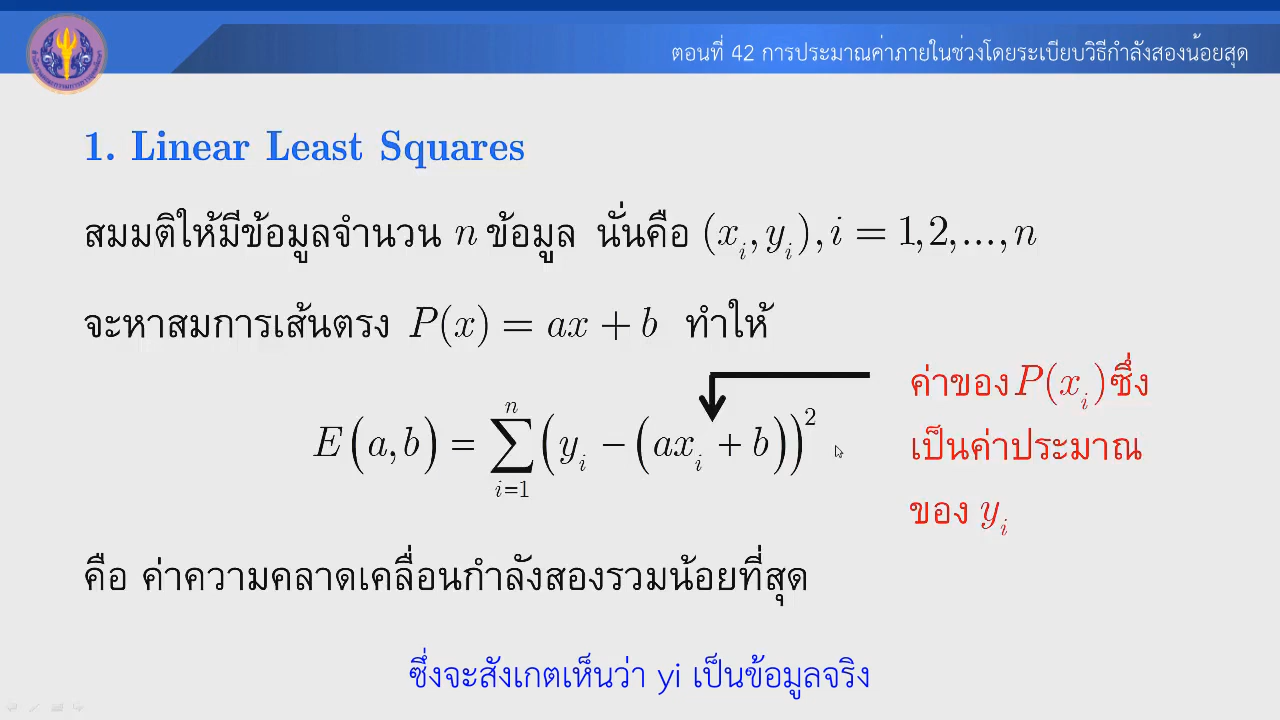 ตอนที่ 42 การประมาณค่าภายในช่วงโดยระเบียบวิธีกำลังสองน้อยสุด
1. Linear Least Squares
สมมติให้มีข้อมูลจำนวน n ข้อมูล นั่นคือ (x_i, y_i), i = 1,2,...,n
จะหาสมการเส้นตรง P(x) = ax + b ทำให้
E(a,b) = \sum_{i=1}^{n} (y_i − (ax_i + b))^2
ค่าของ P(x_i) ซึ่ง
เป็นค่าประมาณ
ของ y_i
คือ ค่าความคลาดเคลื่อนกำลังสองรวมน้อยที่สุด
ซึ่งจะสังเกตเห็นว่า yi เป็นข้อมูลจริง